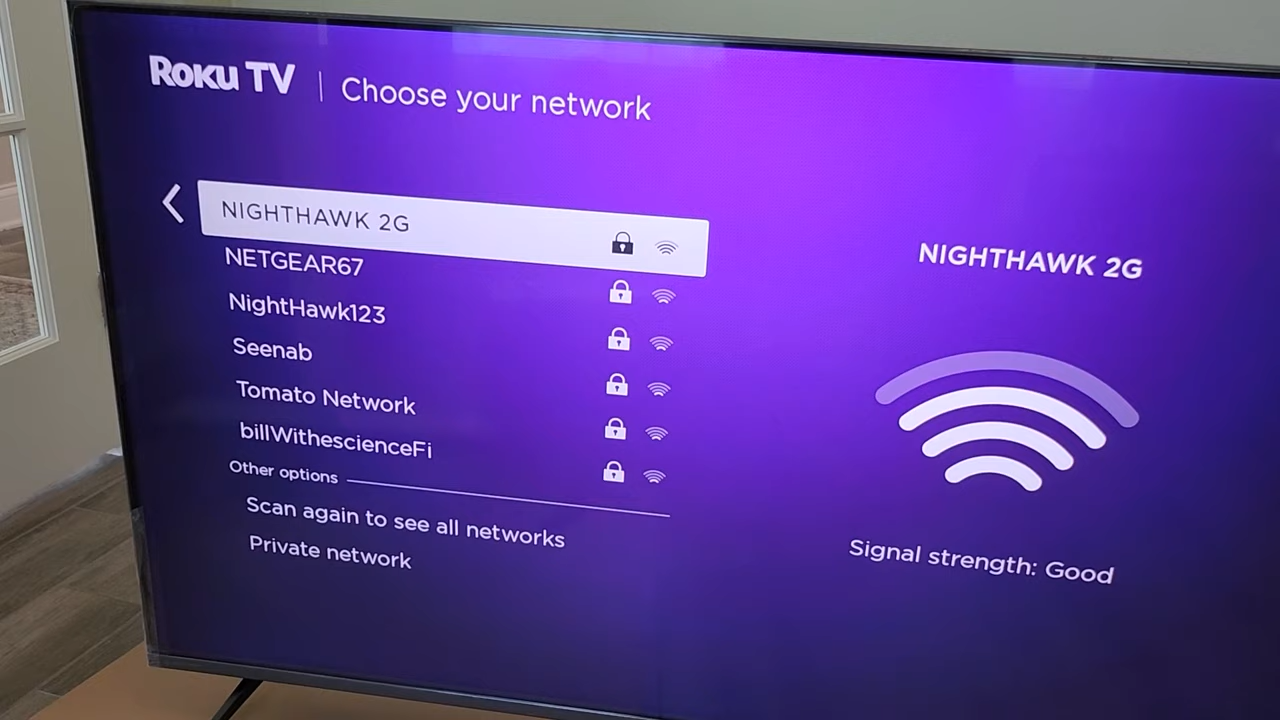 Roku TV | Choose your network
NIGHTHAWK 2G
NETGEAR67
NightHawk123
Seenab
Tomato Network
billWithescienceFi
Other options
Scan again to see all networks
Private network
NIGHTHAWK 2G
Signal strength: Good